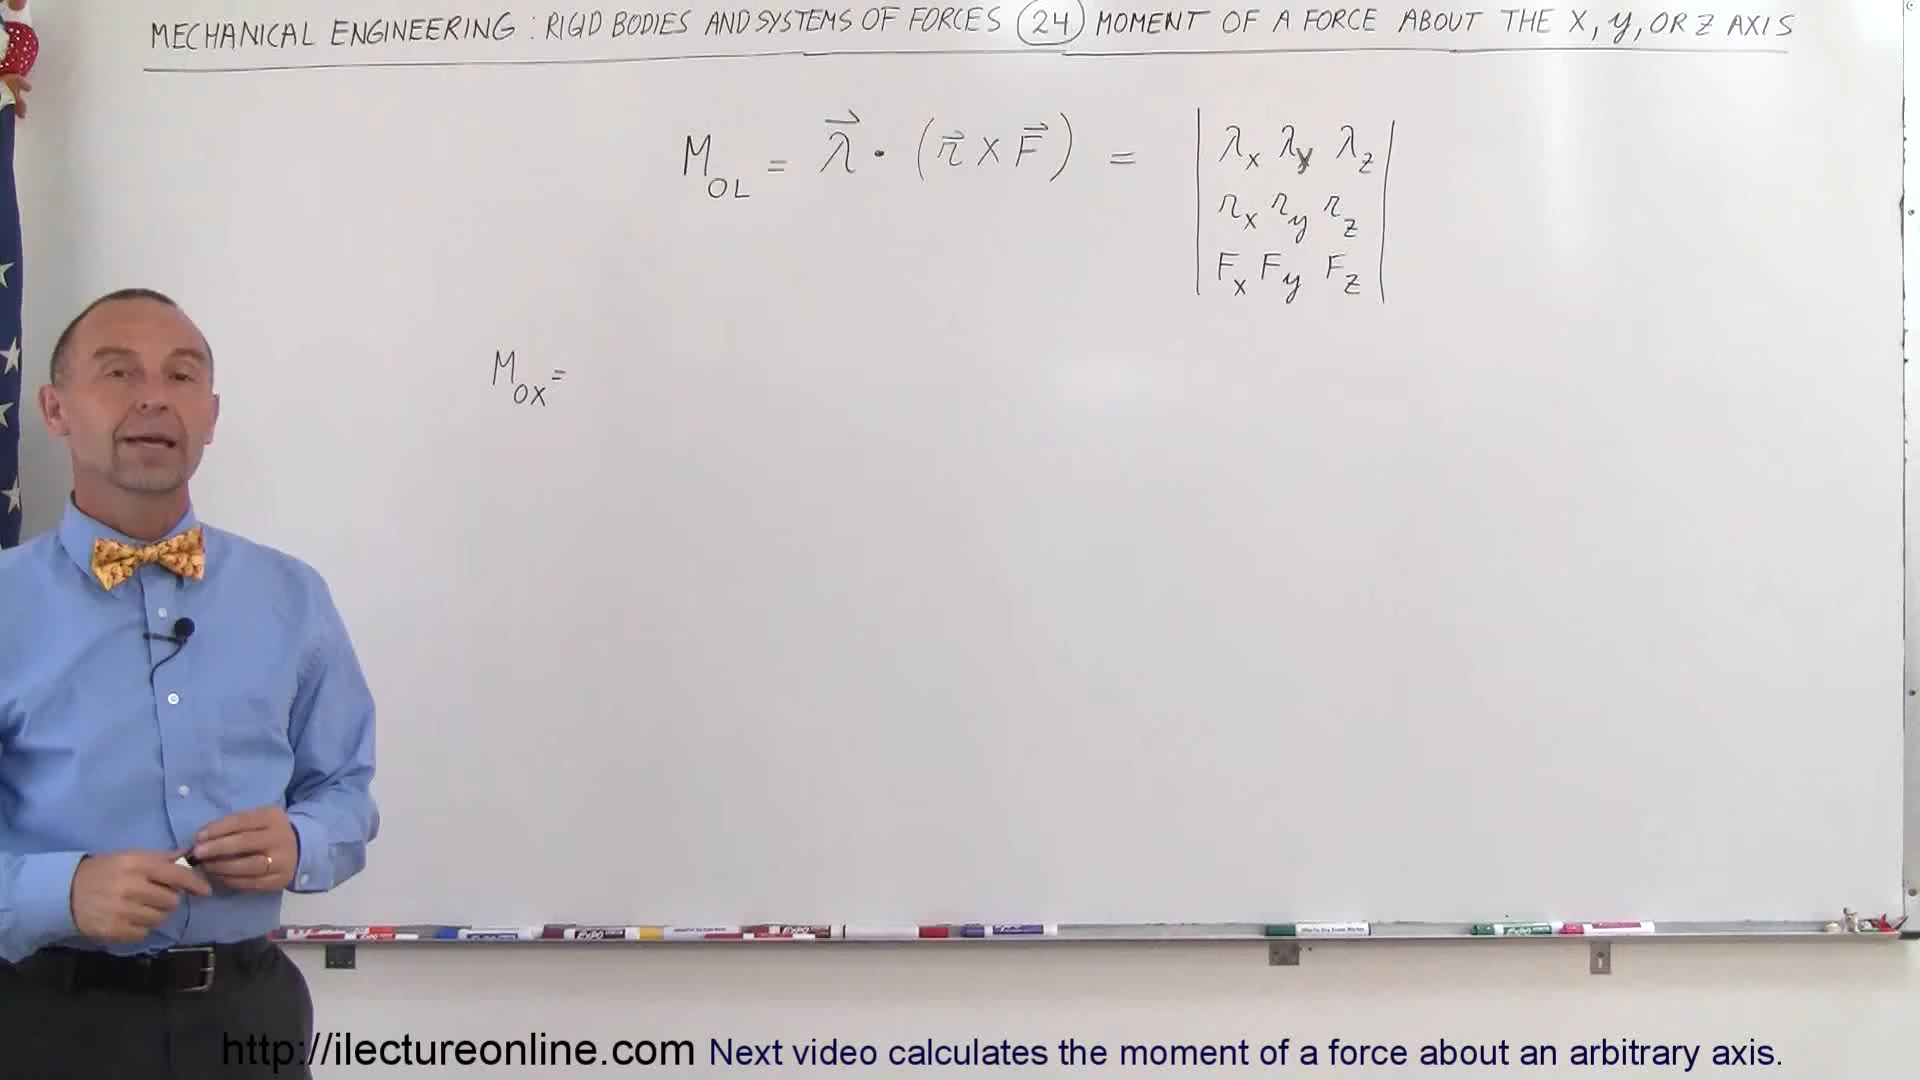 MECHANICAL ENGINEERING : RIGID BODIES AND SYSTEMS OF FORCES 24 MOMENT OF A FORCE ABOUT THE X, Y, OR Z AXIS
M_OL = λ⃗ • (r⃗ × F⃗) = | λx λy λz |
| rx ry rz |
| Fx Fy Fz |
M_OX =
EXPO
http://ilectureonline.com Next video calculates the moment of a force about an arbitrary axis.